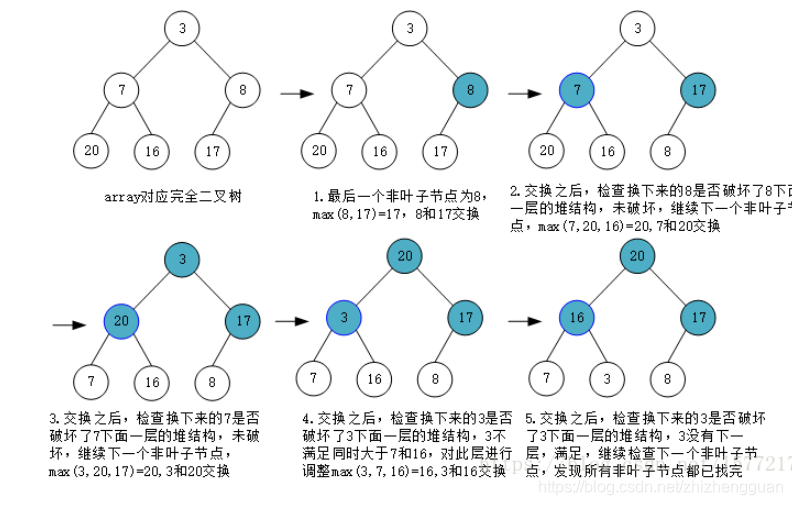 3
3
3
7
8
7
8
7
17
20
16
17
20
16
17
20
16
8
array对应完全二叉树
1.最后一个非叶子节点为8,
max(8,17)=17, 8和17交换
2.交换之后, 检查换下来的8是否破坏了8下面
一层的堆结构, 未破坏, 继续下一个非叶子节
点, max(7,20,16)=20,7和20交换
3
20
20
20
17
3
17
16
17
7
16
8
7
16
8
7
3
8
3.交换之后, 检查换下来的7是否
破坏了7下面一层的堆结构, 未破
坏, 继续下一个非叶子节点,
max(3,20,17)=20,3和20交换
4.交换之后, 检查换下来的3是否
破坏了3下面一层的堆结构, 3不
满足同时大于7和16, 对此层进行
调整max(3,7,16)=16,3和16交换
5.交换之后, 检查换下来的3是否破坏
了3下面一层的堆结构, 3没有下一
层, 满足, 继续检查下一个非叶子节
点, 发现所有非叶子节点都已找完
https://blog.csdn.net/zhizhengguan